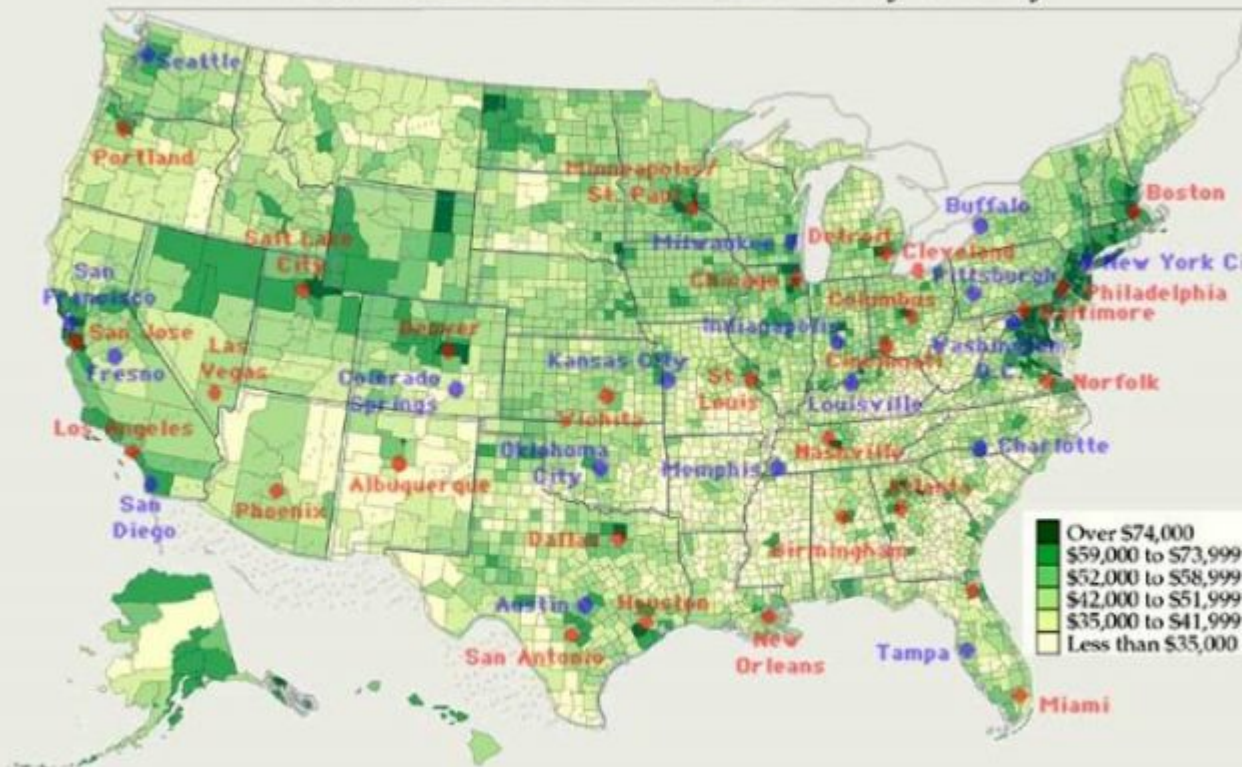 Seattle
Portland
Minneapolis/
St. Paul
Boston
Buffalo
Milwaukee
Detroit
Cleveland
Salt Lake
City
San
Francisco
New York C
Pittsburgh
Chicago
Columbus
Philadelphia
Baltimore
San Jose
Denver
Indianapolis
Las
Vegas
Kansas City
Cincinnati
Washington
D.C.
Fresno
Colorado
Springs
St.
Louis
Louisville
Norfolk
Wichita
Los Angeles
Nashville
Charlotte
Oklahoma
City
Memphis
Albuquerque
Atlanta
San
Diego
Phoenix
Dallas
Birmingham
Over $74,000
$59,000 to $73,999
$52,000 to $58,999
$42,000 to $51,999
$35,000 to $41,999
Less than $35,000
Austin
Houston
San Antonio
New
Orleans
Tampa
Miami